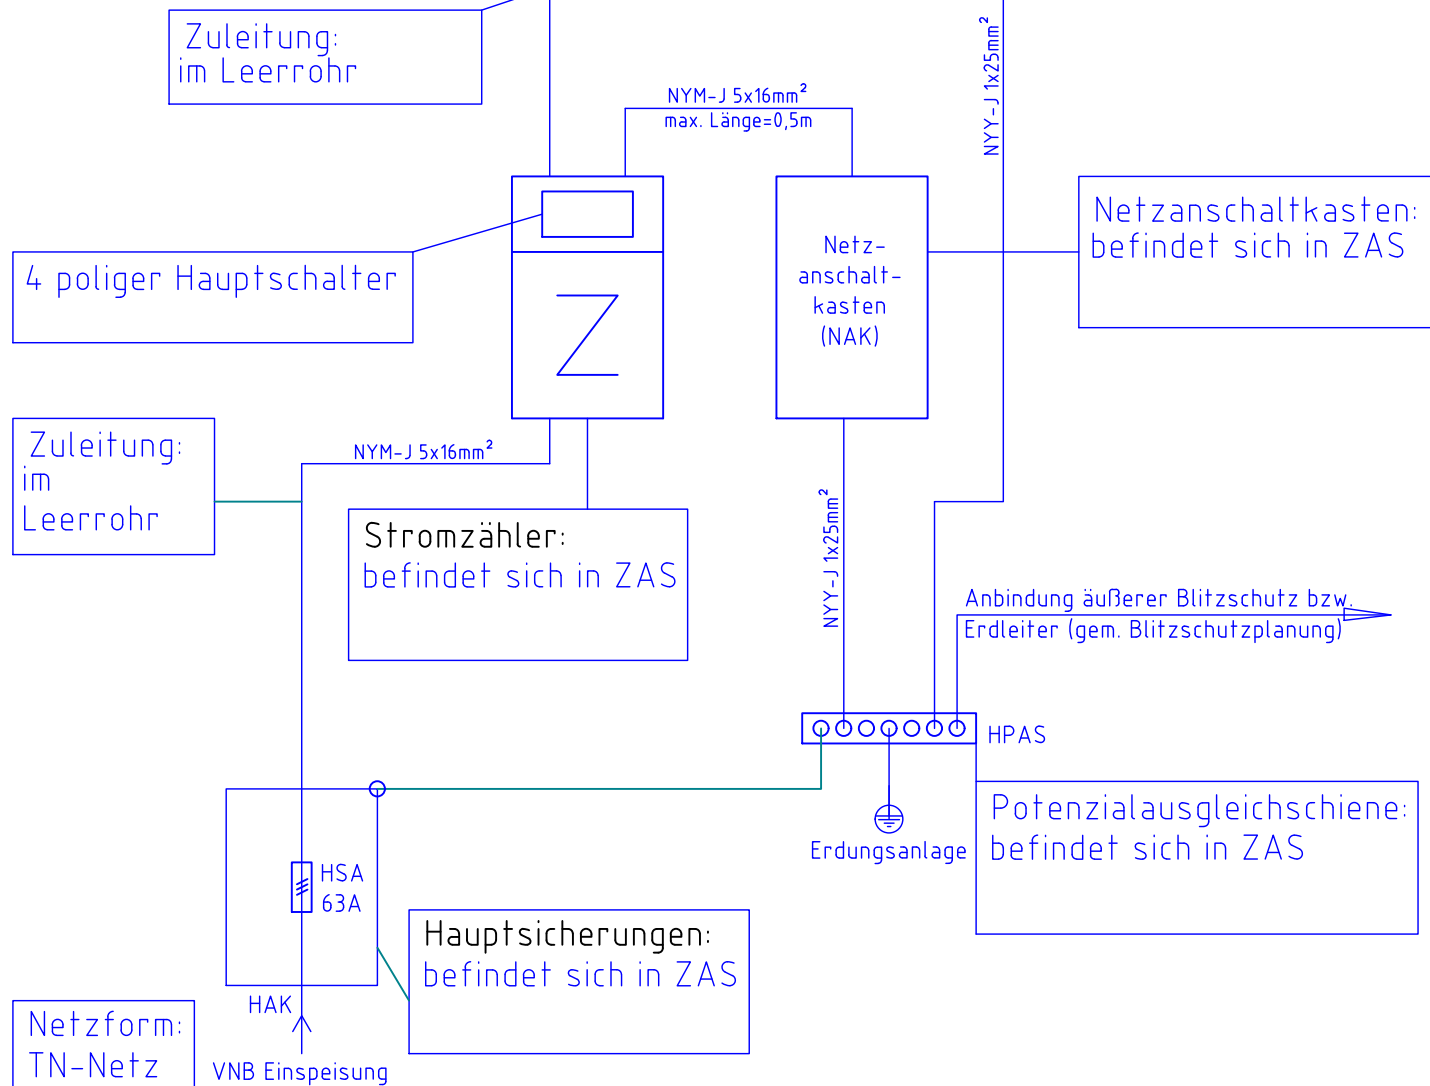 Zuleitung:
im Leerrohr
NYM-J 5x16mm²
max. Länge=0,5m
NYY-J 1x25mm²
4 poliger Hauptschalter
Z
Netz-
anschalt-
kasten
(NAK)
Netzanschaltkasten:
befindet sich in ZAS
Zuleitung:
im
Leerrohr
NYM-J 5x16mm²
Stromzähler:
befindet sich in ZAS
NYY-J 1x25mm²
Anbindung äußerer Blitzschutz bzw.
Erdleiter (gem. Blitzschutzplanung)
HPAS
Erdungsanlage
Potenzialausgleichschiene:
befindet sich in ZAS
HSA
63A
Hauptsicherungen:
befindet sich in ZAS
HAK
Netzform:
TN-Netz
VNB Einspeisung